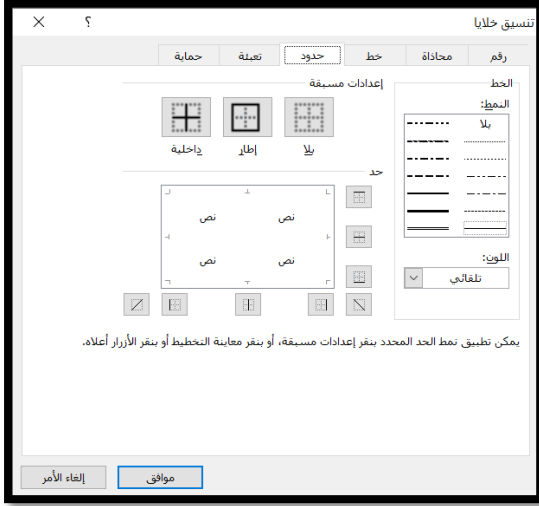 تنسيق خلايا
؟
رقم محاذاة خط حدود تعبئة حماية
الخط
النمط:
بلا
اللون:
تلقائي
إعدادات مسبقة
بلا إطار داخلية
حد
نص نص
نص نص
يمكن تطبيق نمط الحد المحدد بنقر إعدادات مسبقة، أو بنقر معاينة التخطيط أو بنقر الأزرار أعلاه.
موافق إلغاء الأمر